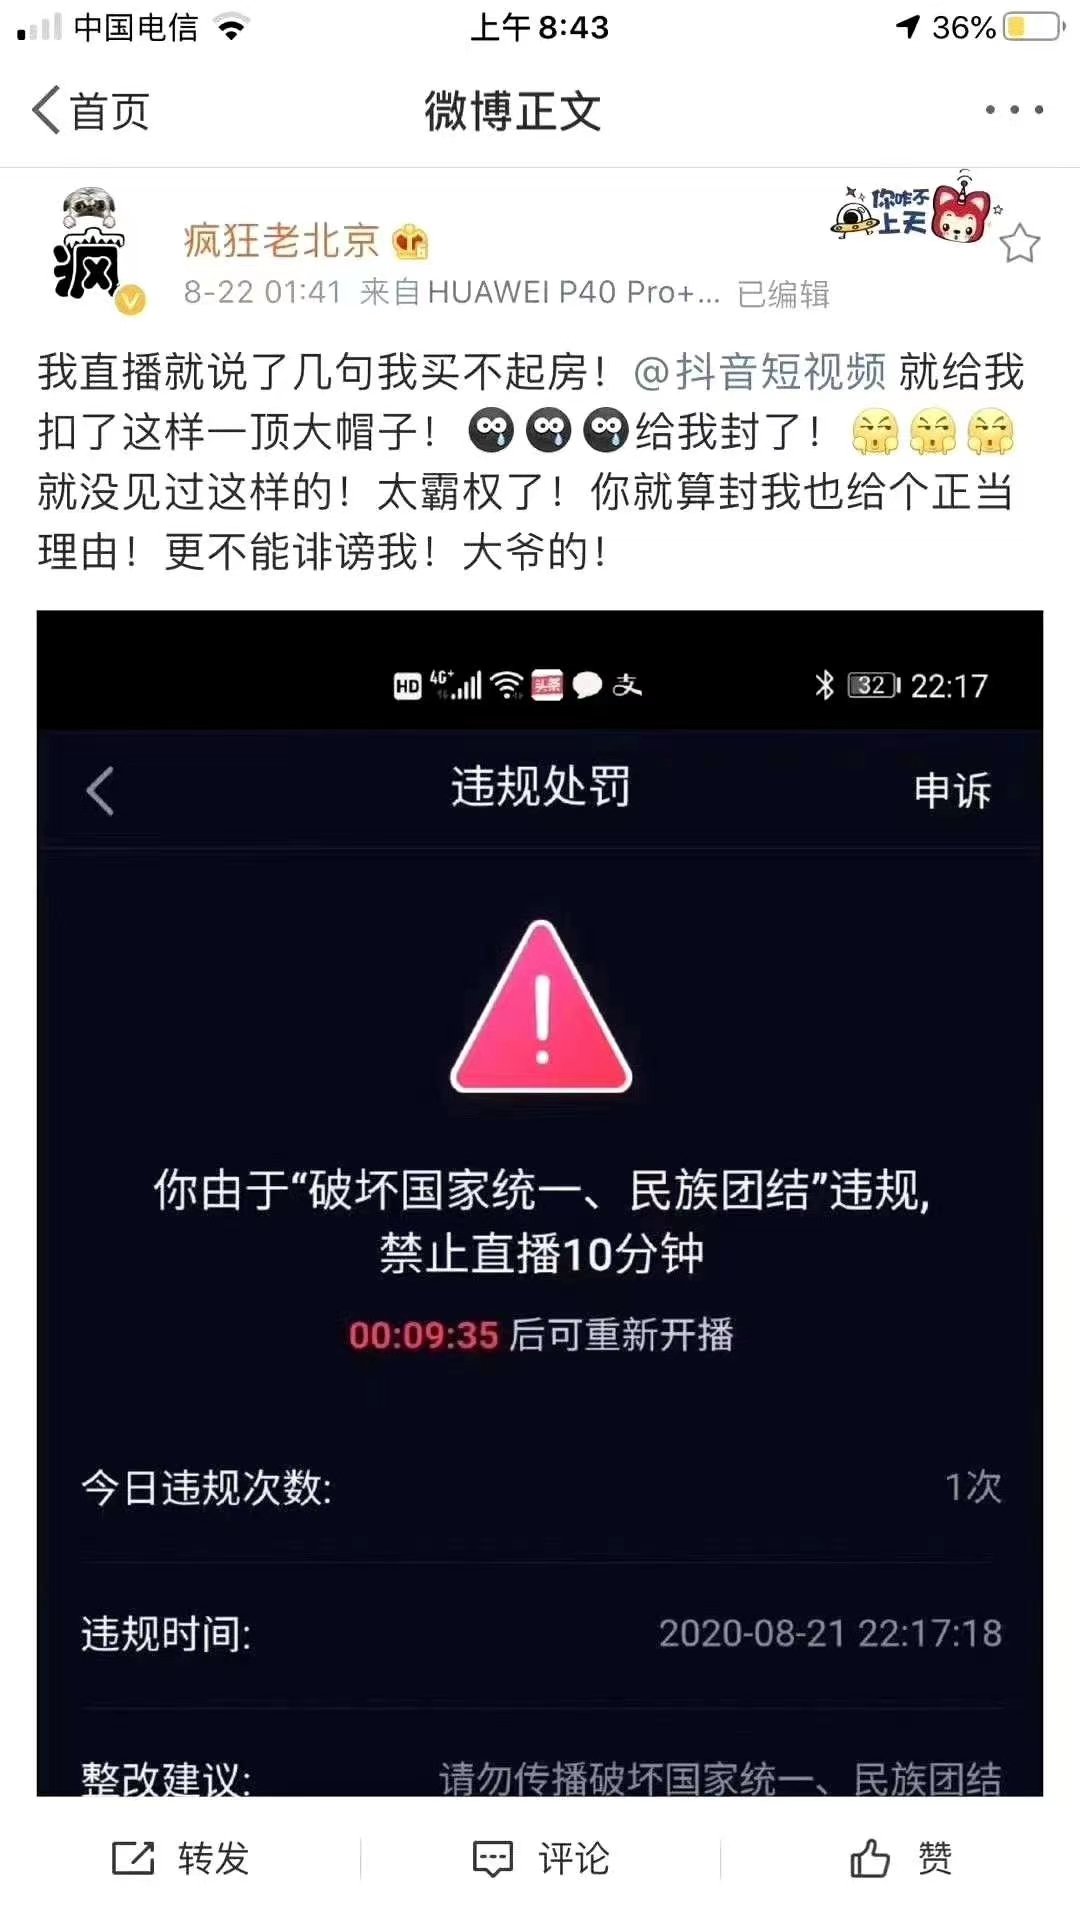 中国电信
上午8:43
36%
首页
微博正文
你咋不
上天
疯
疯狂老北京
8-22 01:41 来自HUAWEI P40 Pro+... 已编辑
我直播就说了几句我买不起房！@抖音短视频 就给我
扣了这样一顶大帽子！给我封了！
就没见过这样的！太霸权了！你就算封我也给个正当
理由！更不能诽谤我！大爷的！
HD 4G+ 头条 支 32 22:17
违规处罚
申诉
你由于“破坏国家统一、民族团结”违规,
禁止直播10分钟
00:09:35 后可重新开播
今日违规次数:
1次
违规时间:
2020-08-21 22:17:18
整改建议:
请勿传播破坏国家统一、民族团结
转发
评论
赞